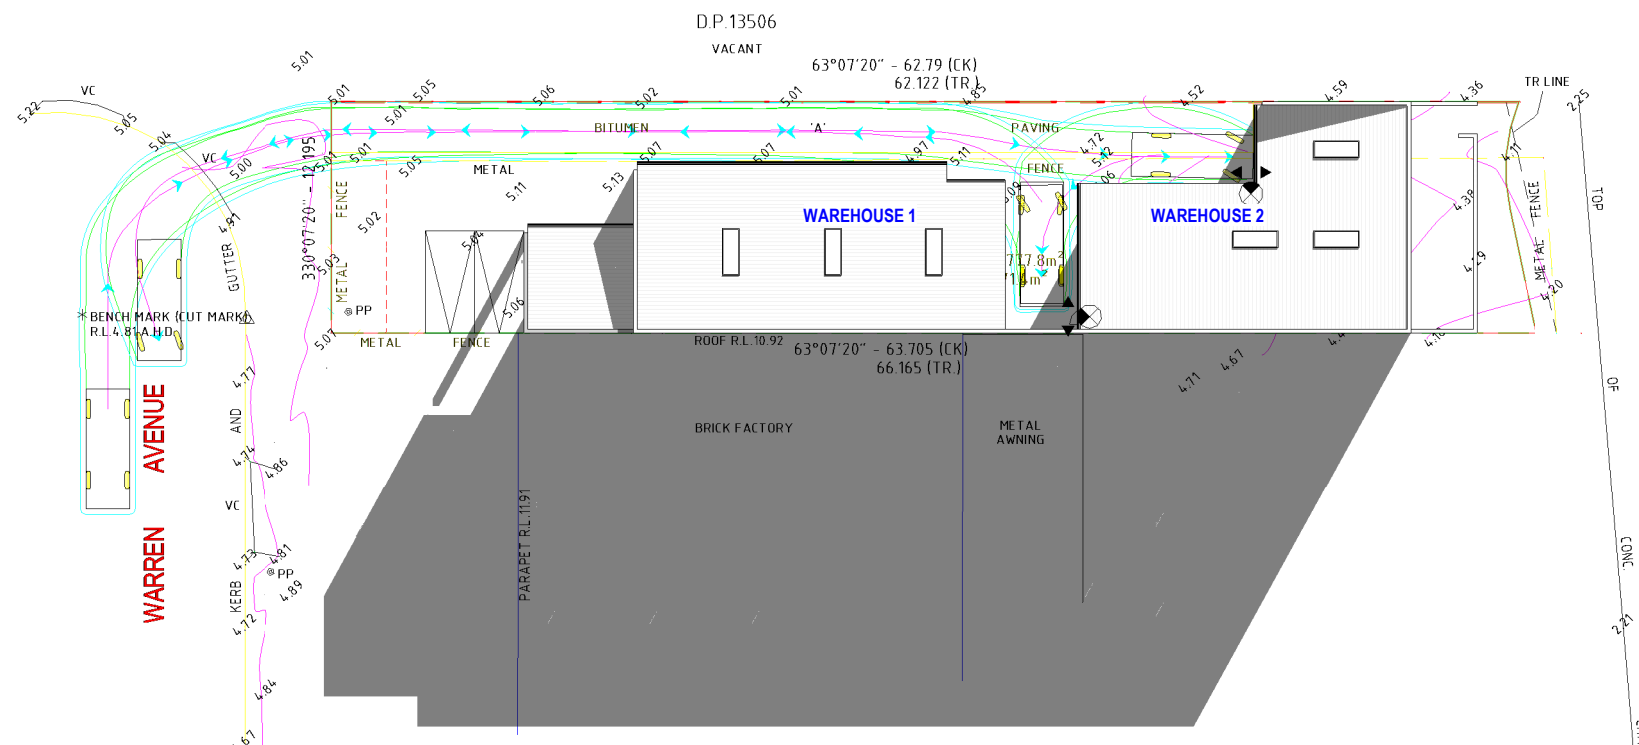 D.P.13506
VACANT
63°07'20" - 62.79 (CK)
62.122 (TR.)
TR LINE
5.01
VC
5.22
5.05
5.04
5.01
5.05
5.01
5.06
5.02
5.01
4.85
4.52
4.59
4.36
2.25
BITUMEN
'A'
PAVING
VC
5.00
5.01
5.01
5.05
METAL
5.11
5.13
5.07
5.07
4.97
5.11
FENCE
4.72
5.12
4.11
330°07'20" - 12.195
METAL FENCE
5.02
4.91
5.04
5.03
5.06
WAREHOUSE 1
WAREHOUSE 2
4.38
4.19
4.20
METAL FENCE
TOP
OF
CONC.
GUTTER
AND
KERB
PP
BENCH MARK (CUT MARK)
R.L.4.81 A.H.D
5.07
METAL
FENCE
ROOF R.L.10.92
63°07'20" - 63.705 (CK)
66.165 (TR.)
4.71
4.67
BRICK FACTORY
METAL
AWNING
PARAPET R.L.11.91
WARREN AVENUE
4.77
4.74
4.86
VC
4.73
4.81
PP
4.89
4.72
4.84
2.21